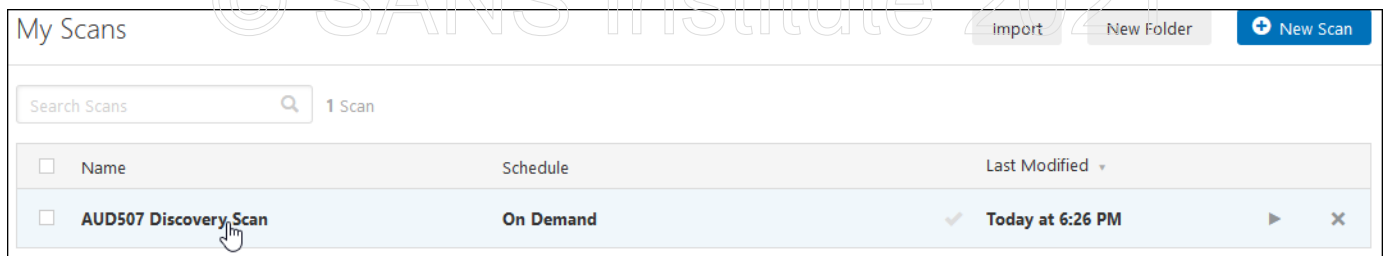 © SANS Institute 2021
My Scans
Import New Folder New Scan
Search Scans 1 Scan
Name Schedule Last Modified
AUD507 Discovery Scan On Demand Today at 6:26 PM